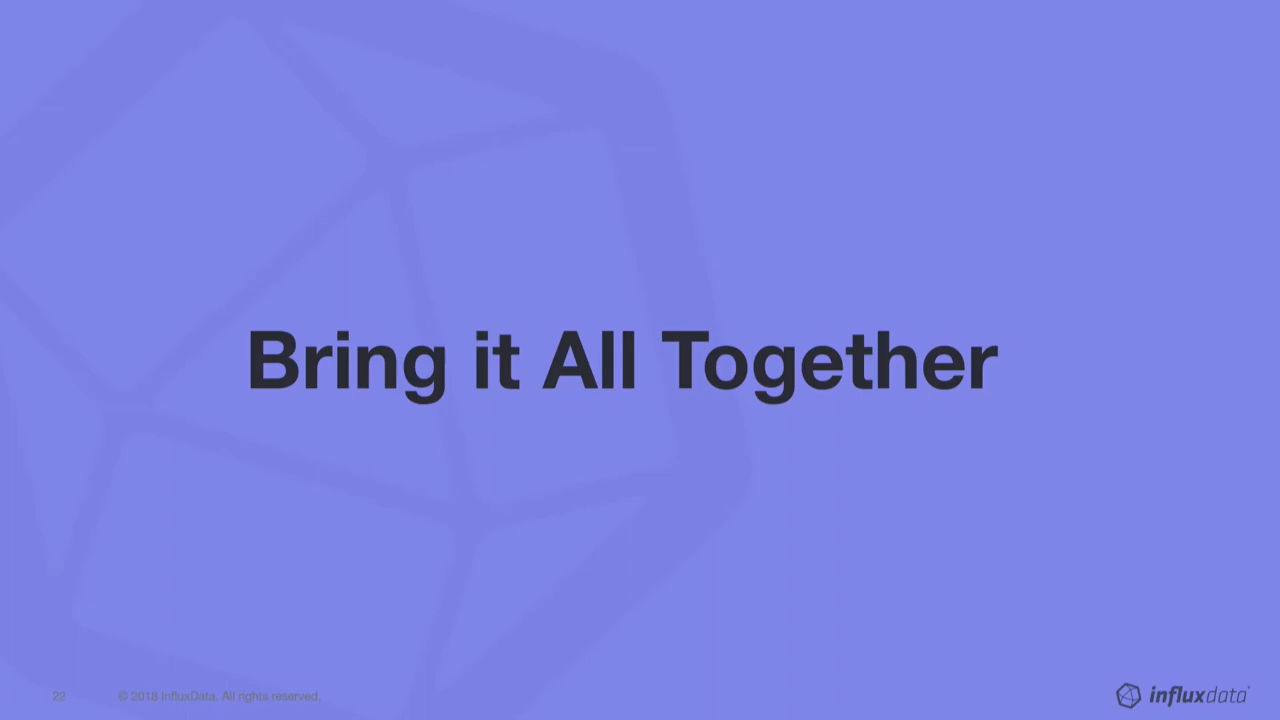 Bring it All Together
22 © 2018 InfluxData. All rights reserved.
influxdata